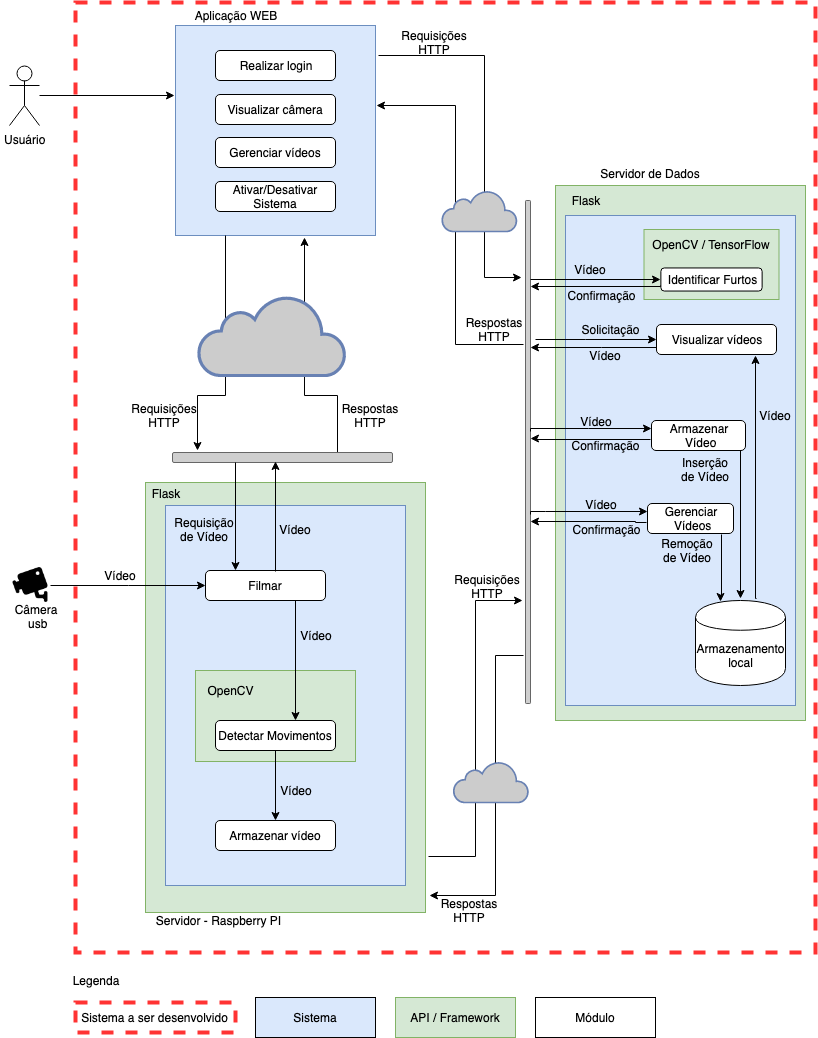 Aplicação WEB
Realizar login
Visualizar câmera
Gerenciar vídeos
Ativar/Desativar
Sistema
Usuário
Requisições
HTTP
Respostas
HTTP
Requisições
HTTP
Respostas
HTTP
Servidor de Dados
Flask
OpenCV / TensorFlow
Identificar Furtos
Vídeo
Confirmação
Solicitação
Vídeo
Visualizar vídeos
Vídeo
Vídeo
Confirmação
Armazenar
Vídeo
Inserção
de Vídeo
Vídeo
Confirmação
Gerenciar
Vídeos
Remoção
de Vídeo
Armazenamento
local
Flask
Requisição
de Vídeo
Vídeo
Câmera
usb
Vídeo
Filmar
Vídeo
OpenCV
Detectar Movimentos
Vídeo
Armazenar vídeo
Servidor - Raspberry PI
Requisições
HTTP
Respostas
HTTP
Legenda
Sistema a ser desenvolvido
Sistema
API / Framework
Módulo